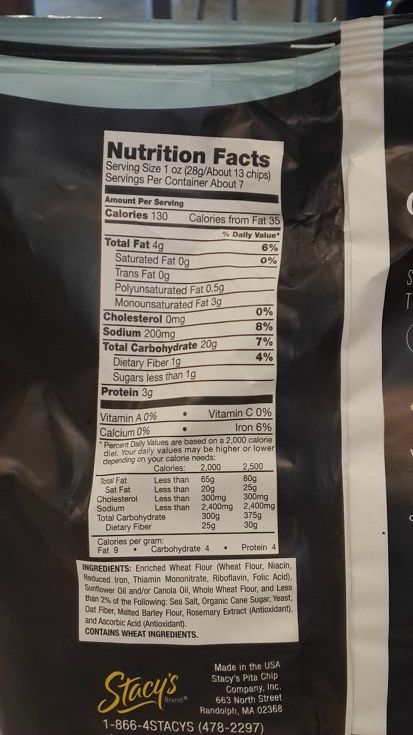 Nutrition Facts
Serving Size 1 oz (28g/About 13 chips)
Servings Per Container About 7
Amount Per Serving
Calories 130 Calories from Fat 35
% Daily Value*
Total Fat 4g 6%
Saturated Fat 0g 0%
Trans Fat 0g
Polyunsaturated Fat 0.5g
Monounsaturated Fat 3g
Cholesterol 0mg 0%
Sodium 200mg 8%
Total Carbohydrate 20g 7%
Dietary Fiber 1g 4%
Sugars less than 1g
Protein 3g
Vitamin A 0% • Vitamin C 0%
Calcium 0% • Iron 6%
* Percent Daily Values are based on a 2,000 calorie
diet. Your daily values may be higher or lower
depending on your calorie needs:
Calories: 2,000 2,500
Total Fat Less than 65g 80g
Sat Fat Less than 20g 25g
Cholesterol Less than 300mg 300mg
Sodium Less than 2,400mg 2,400mg
Total Carbohydrate 300g 375g
Dietary Fiber 25g 30g
Calories per gram:
Fat 9 • Carbohydrate 4 • Protein 4
INGREDIENTS: Enriched Wheat Flour (Wheat Flour, Niacin,
Reduced Iron, Thiamin Mononitrate, Riboflavin, Folic Acid),
Sunflower Oil and/or Canola Oil, Whole Wheat Flour, and Less
than 2% of the Following: Sea Salt, Organic Cane Sugar, Yeast,
Oat Fiber, Malted Barley Flour, Rosemary Extract (Antioxidant),
and Ascorbic Acid (Antioxidant).
CONTAINS WHEAT INGREDIENTS.
Stacy's
Brand®
Made in the USA
Stacy's Pita Chip
Company, Inc.
663 North Street
Randolph, MA 02368
1-866-4STACYS (478-2297)